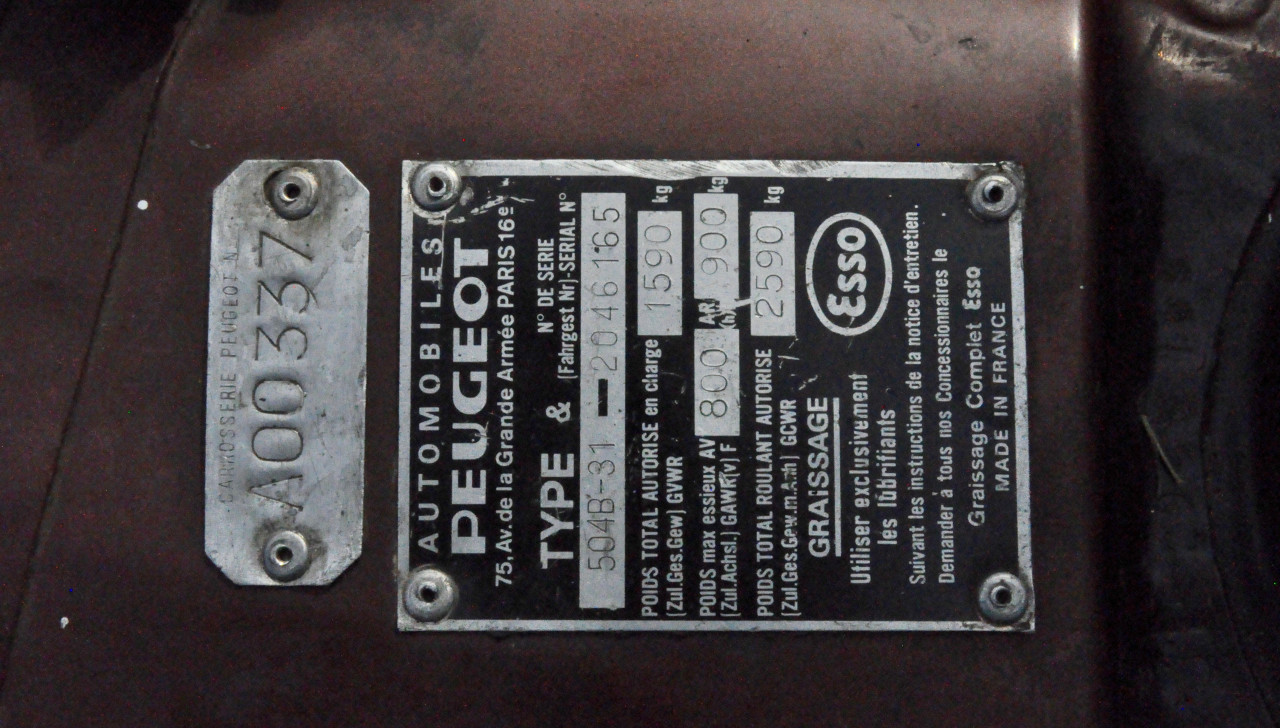 CARROSSERIE PEUGEOT N°
A00337
AUTOMOBILES
PEUGEOT
75, Av. de la Grande Armée PARIS 16e
TYPE & N° DE SERIE
(Fahrgest Nr)-SERIAL N°
504B-31-2046165
POIDS TOTAL AUTORISE en charge 1590 kg
(Zul.Ges.Gew) GVWR
POIDS max essieux AV 800 AR 900 kg
(Zul.Achsl.) GAWR(v) F (h)
POIDS TOTAL ROULANT AUTORISE 2590 kg
(Zul.Ges.Gew.m.Anh) GCWR
GRAISSAGE
Esso
Utiliser exclusivement
les lubrifiants
Suivant les instructions de la notice d'entretien.
Demander à tous nos Concessionnaires le
Graissage Complet Esso
MADE IN FRANCE